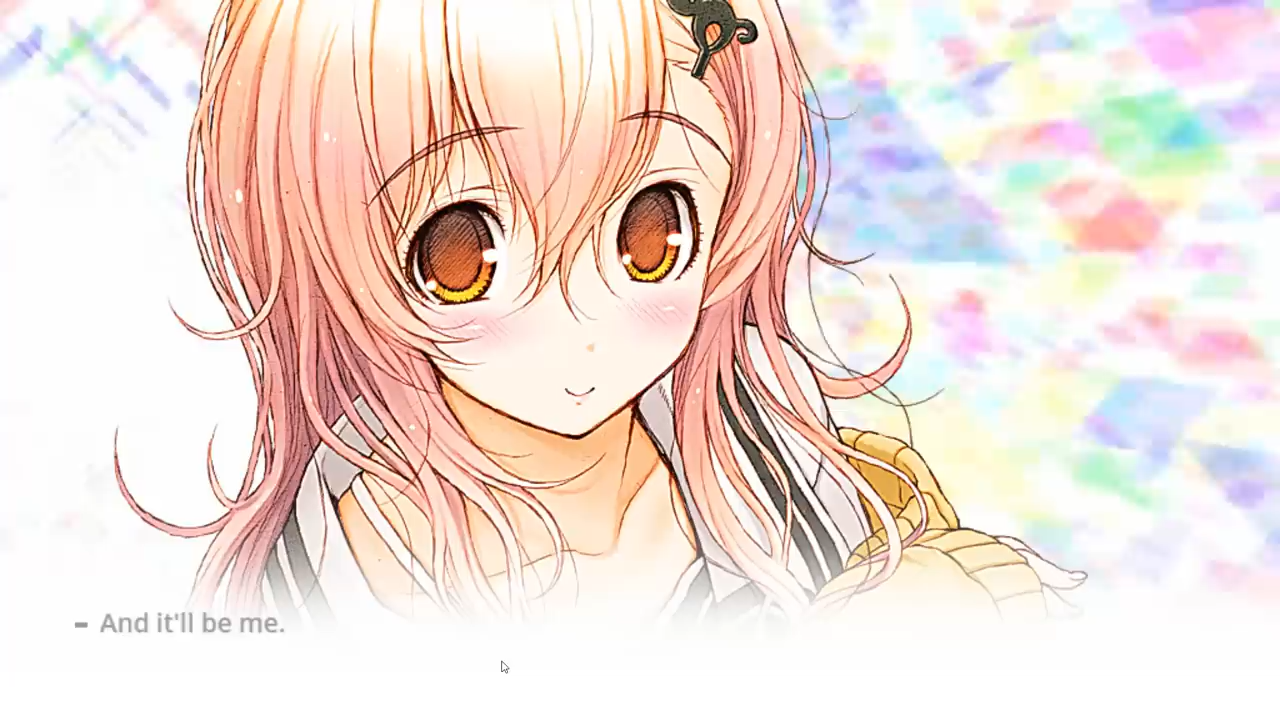 – And it'll be me.